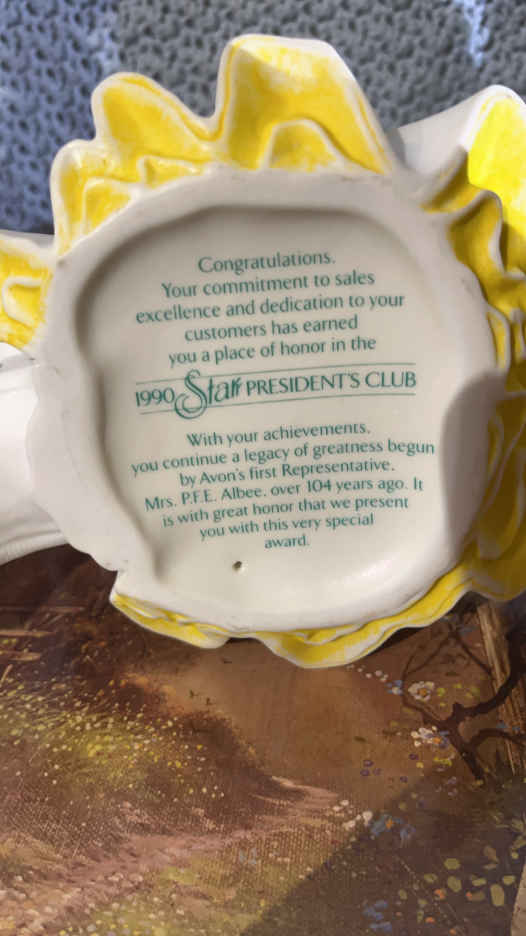 Congratulations.
Your commitment to sales
excellence and dedication to your
customers has earned
you a place of honor in the
1990 Staff PRESIDENT'S CLUB
With your achievements,
you continue a legacy of greatness begun
by Avon's first Representative,
Mrs. P.F.E. Albee, over 104 years ago. It
is with great honor that we present
you with this very special
award.